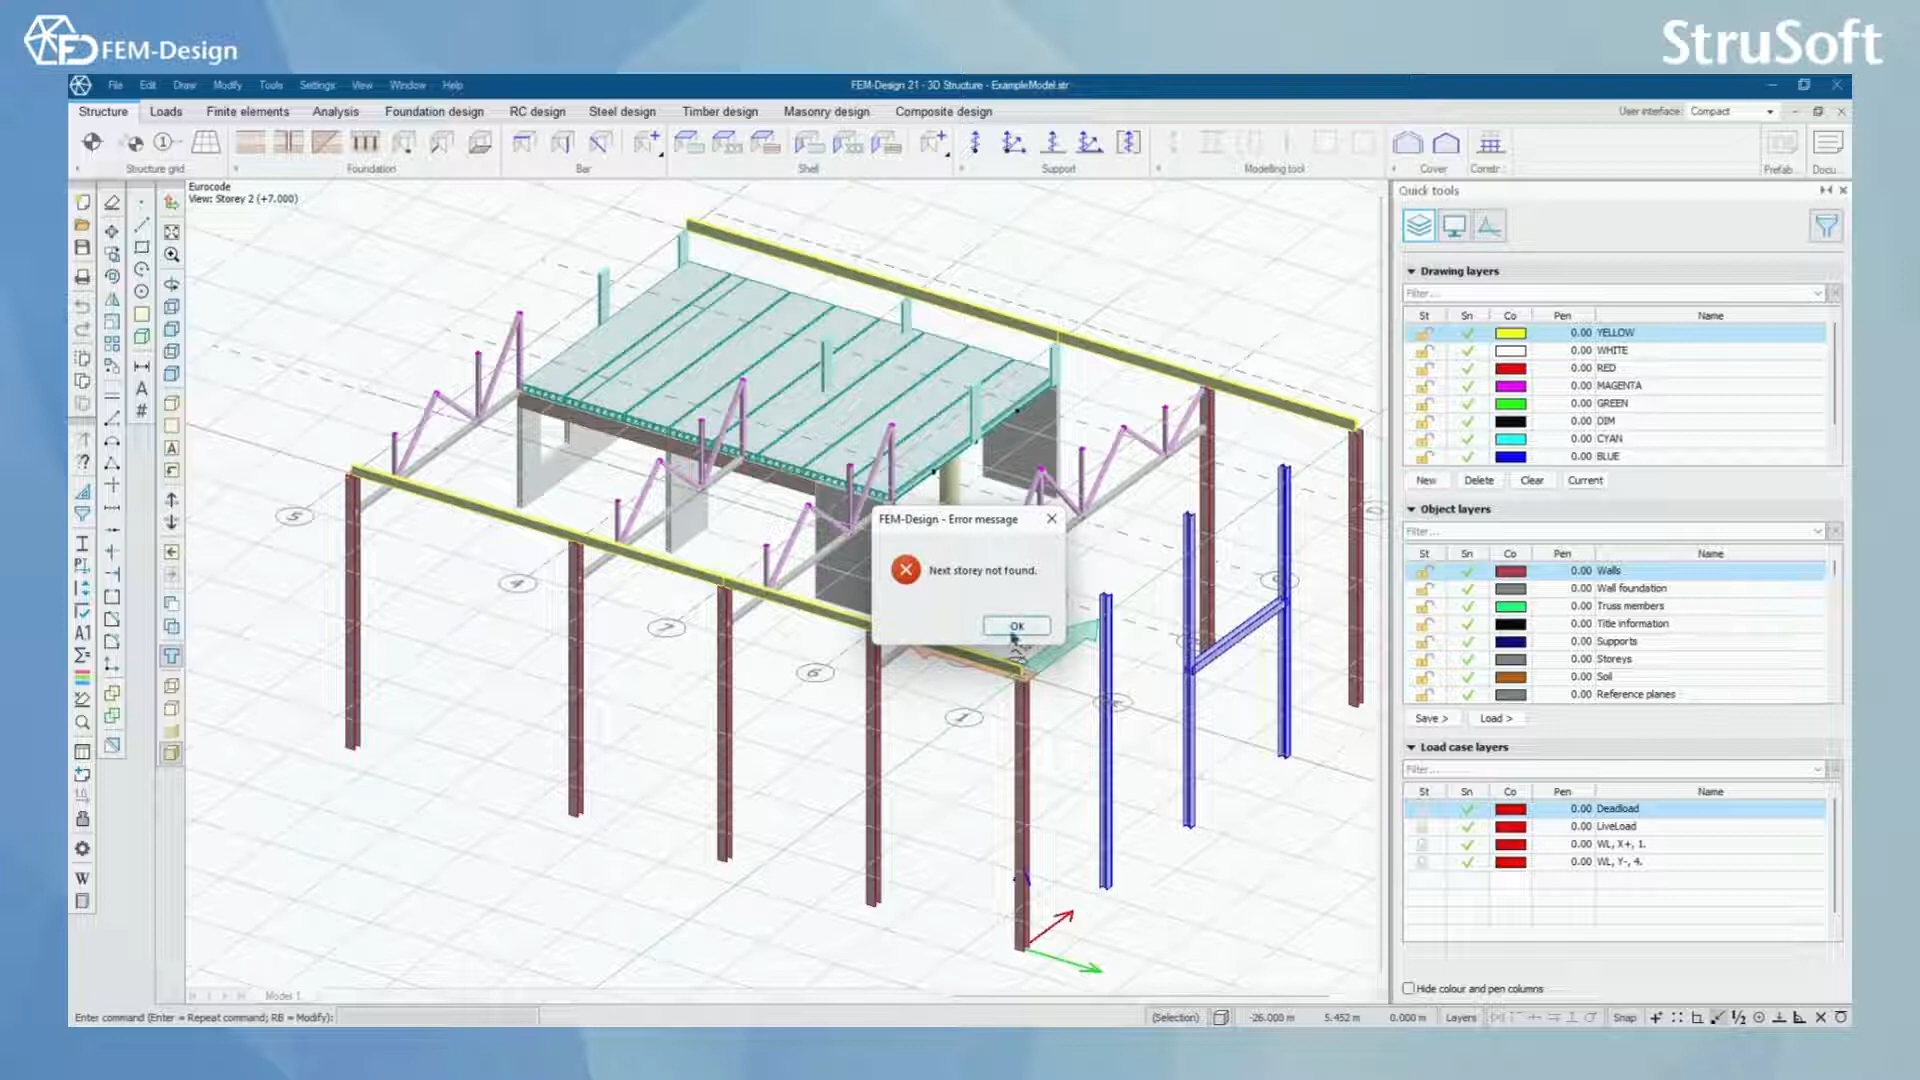 FEM-Design
StruSoft
File Edit Draw Modify Tools Settings View Window Help
FEM-Design 21 - 3D Structure - ExampleModel.str
Structure Loads Finite elements Analysis Foundation design RC design Steel design Timber design Masonry design Composite design
User interface: Compact
Structure grid Foundation Bar Shell Support Modelling tool Cover Constr... Prefab... Docu...
Eurocode
View: Storey 2 (+7.000)
Quick tools
Drawing layers
Filter...
St Sn Co Pen Name
0.00 YELLOW
0.00 WHITE
0.00 RED
0.00 MAGENTA
0.00 GREEN
0.00 DIM
0.00 CYAN
0.00 BLUE
New Delete Clear Current
Object layers
Filter...
St Sn Co Pen Name
0.00 Walls
0.00 Wall foundation
0.00 Truss members
0.00 Title information
0.00 Supports
0.00 Storeys
0.00 Soil
0.00 Reference planes
Save > Load >
Load case layers
Filter...
St Sn Co Pen Name
0.00 Deadload
0.00 LiveLoad
0.00 WL, X+, 1.
0.00 WL, Y-, 4.
Hide colour and pen columns
FEM-Design - Error message
Next storey not found.
OK
5
4
7
6
1
Model 1
Enter command (Enter = Repeat command; RB = Modify):
(Selection) -26.000 m 5.452 m 0.000 m Layers Snap